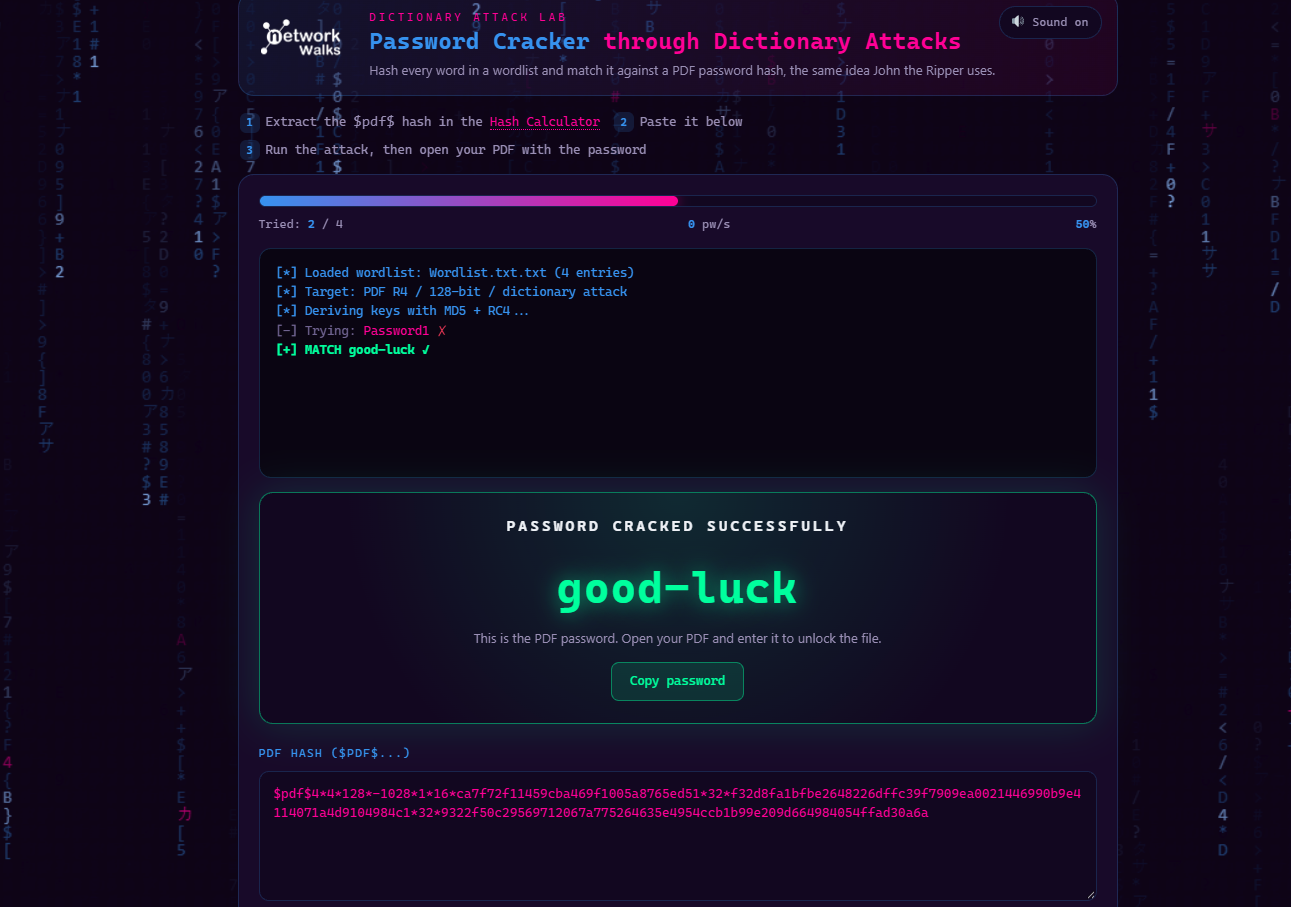 network
Walks
DICTIONARY ATTACK LAB
Password Cracker through Dictionary Attacks
Hash every word in a wordlist and match it against a PDF password hash, the same idea John the Ripper uses.
Sound on
1 Extract the $pdf$ hash in the Hash Calculator 2 Paste it below
3 Run the attack, then open your PDF with the password
Tried: 2 / 4
0 pw/s
50%
[*] Loaded wordlist: Wordlist.txt.txt (4 entries)
[*] Target: PDF R4 / 128-bit / dictionary attack
[*] Deriving keys with MD5 + RC4...
[-] Trying: Password1 ✗
[+] MATCH good-luck ✓
PASSWORD CRACKED SUCCESSFULLY
good-luck
This is the PDF password. Open your PDF and enter it to unlock the file.
Copy password
PDF HASH ($PDF$...)
$pdf$4*4*128*-1028*1*16*ca7f72f11459cba469f1005a8765ed51*32*f32d8fa1bfbe2648226dffc39f7909ea0021446990b9e4
114071a4d9104984c1*32*9322f50c29569712067a775264635e4954ccb1b99e209d664984054ffad30a6a